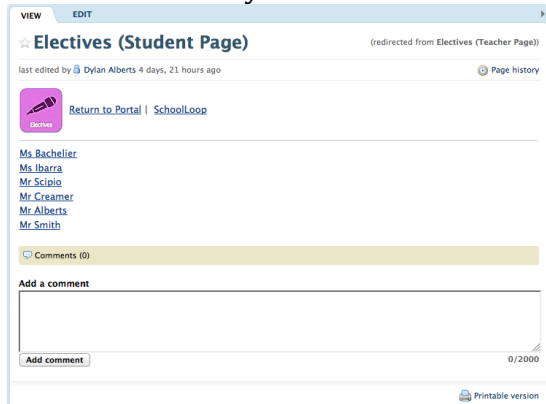 VIEW EDIT
Electives (Student Page) (redirected from Electives (Teacher Page))
last edited by Dylan Alberts 4 days, 21 hours ago Page history
Electives
Return to Portal | SchoolLoop
Ms Bachelier
Ms Ibarra
Mr Scipio
Mr Creamer
Mr Alberts
Mr Smith
Comments (0)
Add a comment
Add comment 0/2000
Printable version